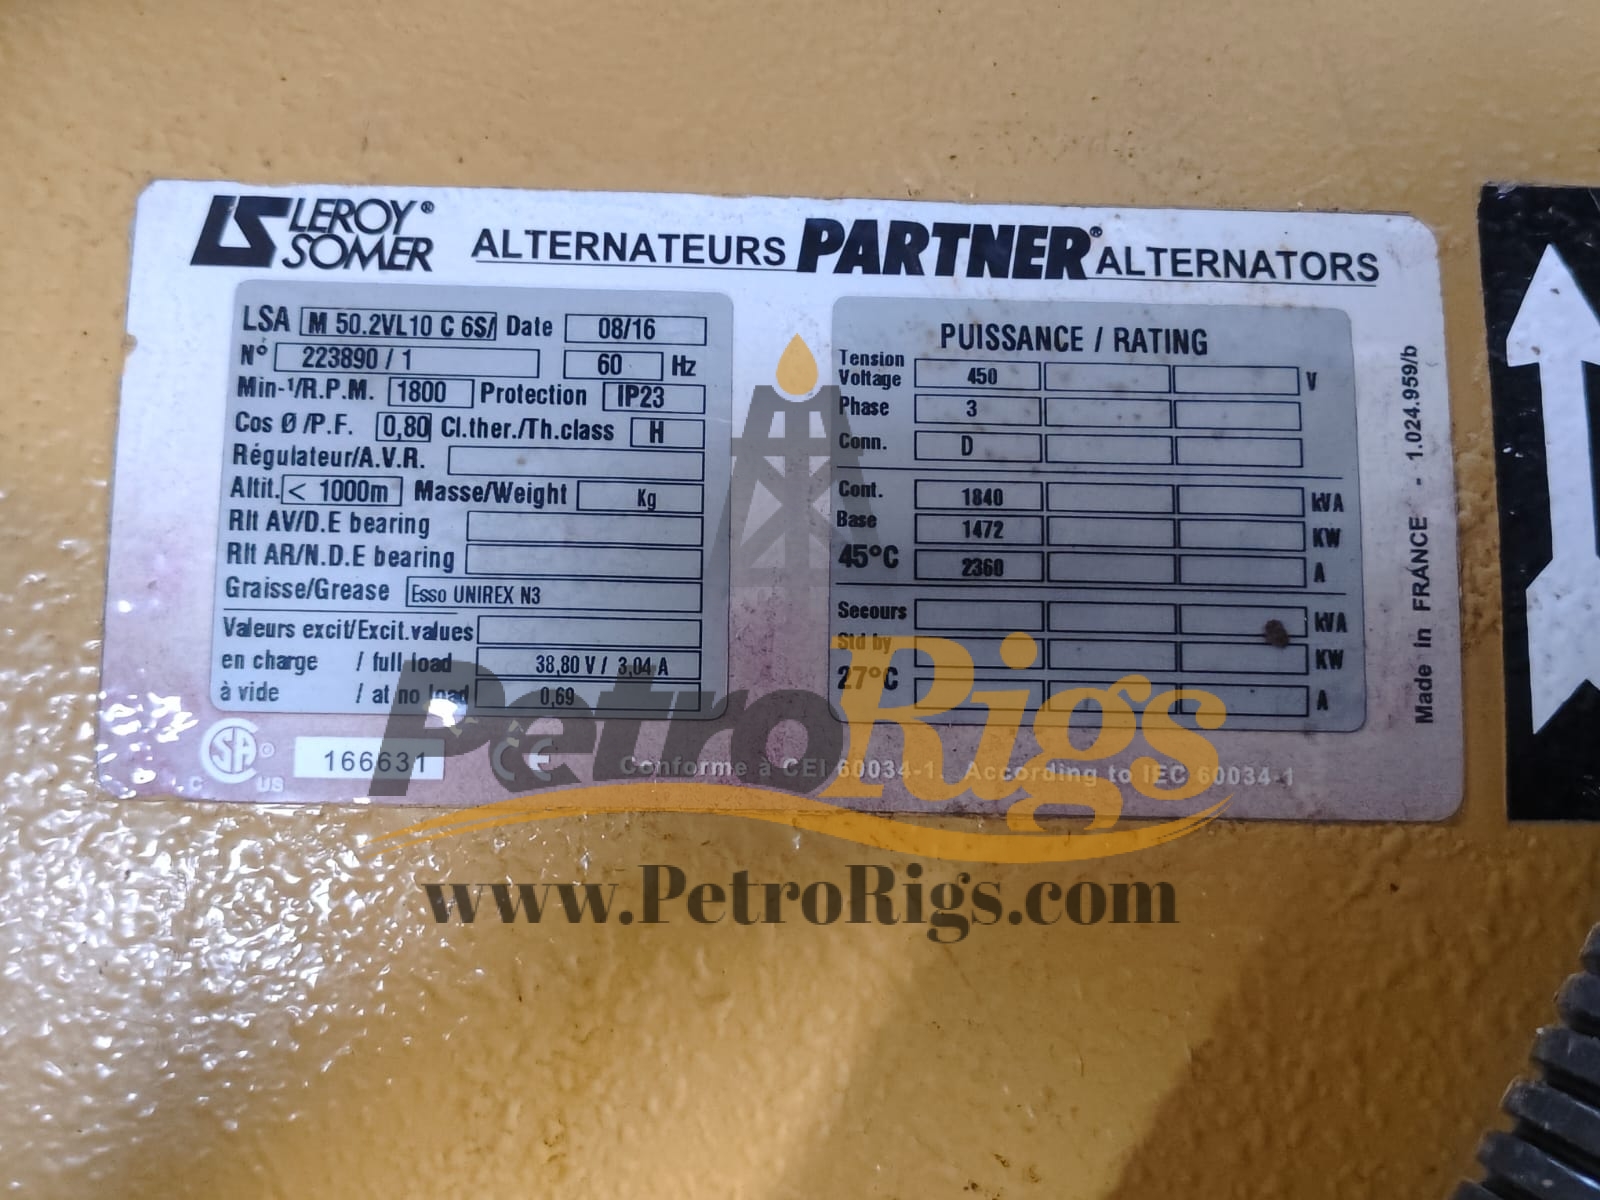 LEROY® SOMER ALTERNATEURS PARTNER® ALTERNATORS
LSA M 50.2VL10 C 6S/ Date 08/16
N° 223890 / 1 60 Hz
Min-¹/R.P.M. 1800 Protection IP23
Cos Ø /P.F. 0,80 Cl.ther./Th.class H
Régulateur/A.V.R.
Altit. < 1000m Masse/Weight Kg
Rlt AV/D.E bearing
Rlt AR/N.D.E bearing
Graisse/Grease Esso UNIREX N3
Valeurs excit/Excit.values
en charge / full load 38,80 V / 3,04 A
à vide / at no load 0,69
PUISSANCE / RATING
Tension
Voltage 450 V
Phase 3
Conn. D
Cont. 1840 kVA
Base 1472 KW
45°C 2360 A
Secours kVA
Std by KW
27°C A
Made in FRANCE - 1.024.959/b
C SA ® US
166631
CE
Conforme à CEI 60034-1. According to IEC 60034-1
PetroRigs
www.PetroRigs.com